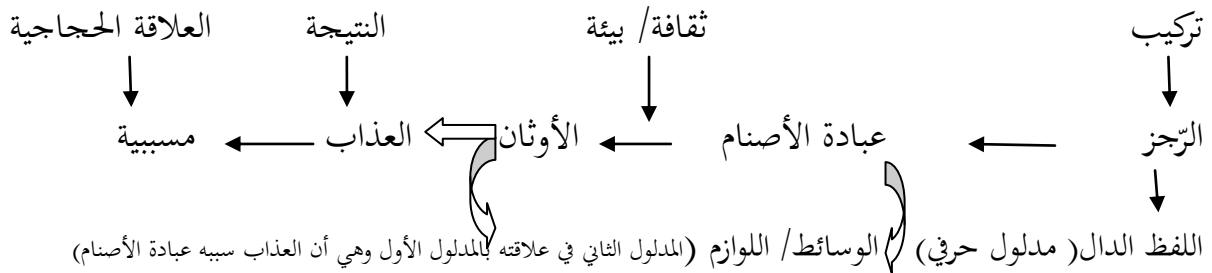 تركيب ثقافة/ بيئة النتيجة العلاقة الحجاجية
الرّجز عبادة الأصنام الأوثان العذاب مسببية
اللفظ الدال( مدلول حرفي) الوسائط/ اللوازم (المدلول الثاني في علاقته بالمدلول الأول وهي أن العذاب سببه عبادة الأصنام)